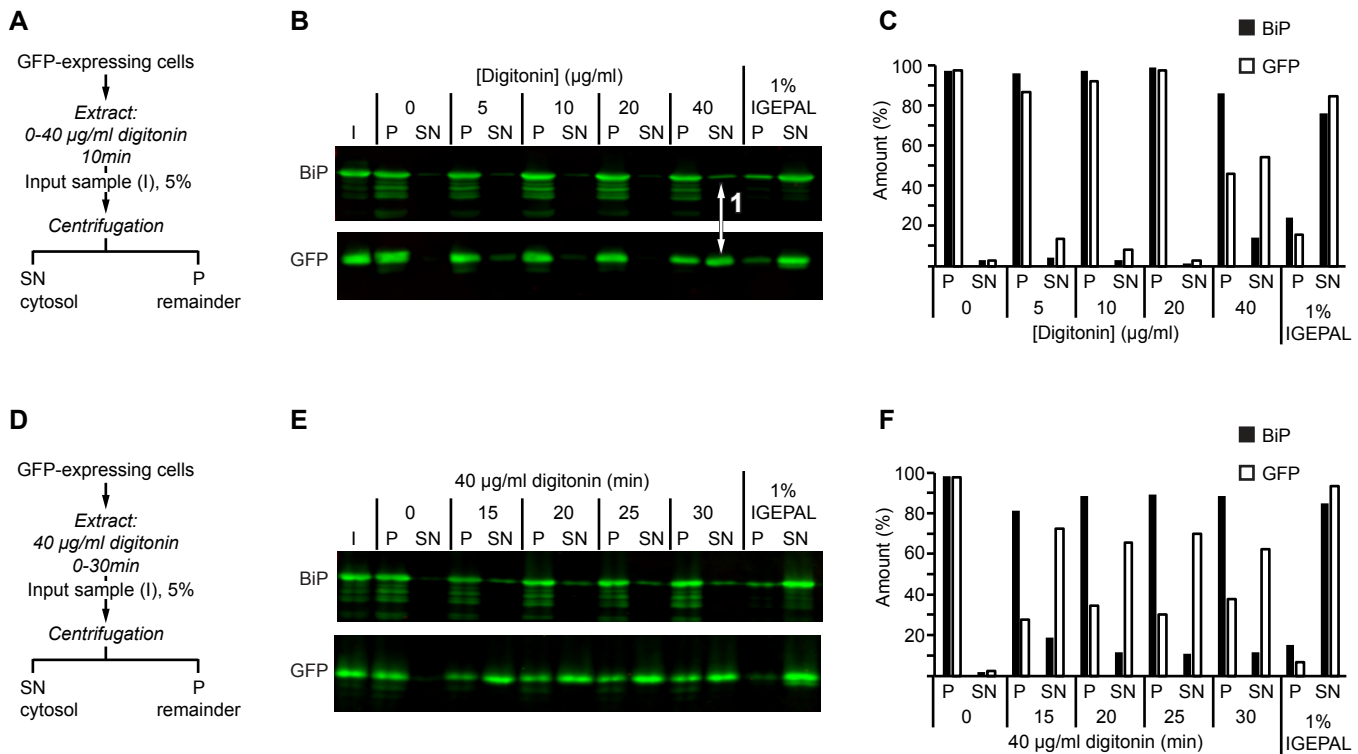 A
GFP-expressing cells
Extract:
0-40 µg/ml digitonin
10min
Input sample (I), 5%
Centrifugation
SN P
cytosol remainder
B
[Digitonin] (µg/ml)
0 5 10 20 40 1% IGEPAL
I P SN P SN P SN P SN P SN P SN
BiP
1
GFP
C
BiP
GFP
Amount (%)
100
80
60
40
20
P SN P SN P SN P SN P SN P SN
0 5 10 20 40 1% IGEPAL
[Digitonin] (µg/ml)
D
GFP-expressing cells
Extract:
40 µg/ml digitonin
0-30min
Input sample (I), 5%
Centrifugation
SN P
cytosol remainder
E
40 µg/ml digitonin (min)
0 15 20 25 30 1% IGEPAL
I P SN P SN P SN P SN P SN P SN
BiP
GFP
F
BiP
GFP
Amount (%)
100
80
60
40
20
P SN P SN P SN P SN P SN P SN
0 15 20 25 30 1% IGEPAL
40 µg/ml digitonin (min)